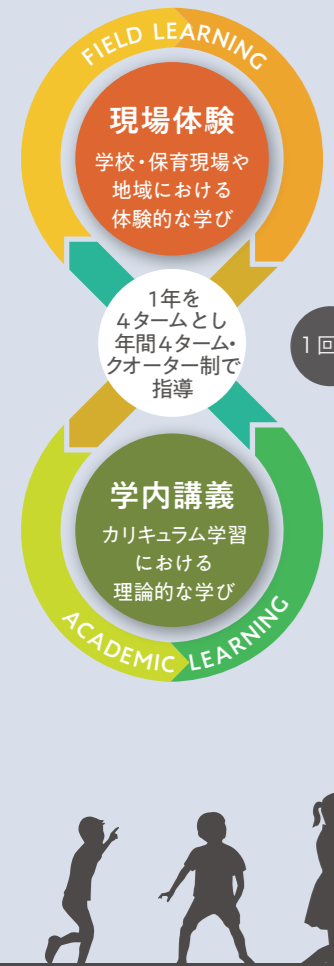 FIELD LEARNING
現場体験
学校・保育現場や
地域における
体験的な学び
1年を
4タームとし
年間4ターム・
クオーター制で
指導
1回
学内講義
カリキュラム学習
における
理論的な学び
ACADEMIC LEARNING